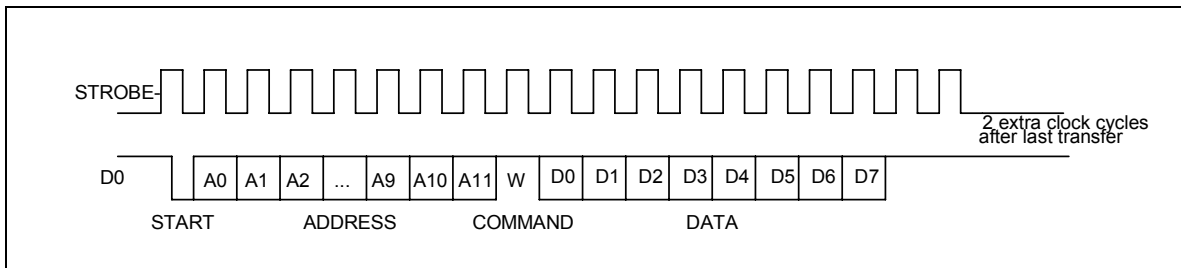 STROBE-
2 extra clock cycles
after last transfer
D0 A0 A1 A2 ... A9 A10 A11 W D0 D1 D2 D3 D4 D5 D6 D7
START ADDRESS COMMAND DATA